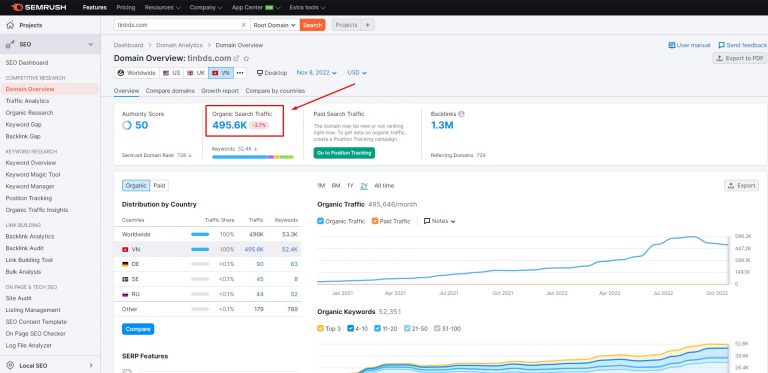 SEMRUSH
Features
Pricing
Resources
Company
App Center
Extra tools
Projects
SEO
SEO Dashboard
COMPETITIVE RESEARCH
Domain Overview
Traffic Analytics
Organic Research
Keyword Gap
Backlink Gap
KEYWORD RESEARCH
Keyword Overview
Keyword Magic Tool
Keyword Manager
Position Tracking
Organic Traffic Insights
LINK BUILDING
Backlink Analytics
Backlink Audit
Link Building Tool
Bulk Analysis
ON PAGE & TECH SEO
Site Audit
Listing Management
SEO Content Template
On Page SEO Checker
Log File Analyzer
Local SEO
tinbds.com × Root Domain Search Projects +
Dashboard > Domain Analytics > Domain Overview
User manual Send feedback
Domain Overview: tinbds.com
Export to PDF
Worldwide US UK VN ••• Desktop Nov 8, 2022 USD
Overview Compare domains Growth report Compare by countries
Authority Score
50
Semrush Domain Rank 738
Organic Search Traffic
495.6K -3.7%
Keywords 52.4K
Paid Search Traffic
The domain may be new or not ranking
right now. To get data on organic traffic,
create a Position Tracking campaign.
Go to Position Tracking
Backlinks
1.3M
Referring Domains 729
Organic Paid
1M 6M 1Y 2Y All time
Export
Distribution by Country
Countries Traffic Share Traffic Keywords
Worldwide 100% 496K 53.3K
VN 100% 495.6K 52.4K
DE <0.1% 90 83
SE <0.1% 45 8
RU <0.1% 44 52
Other <0.1% 179 789
Compare
SERP Features
Organic Traffic 495,646/month
Organic Traffic Paid Traffic Notes
596.3K
447.2K
298.1K
149.1K
0
Jan 2021 Apr 2021 Jul 2021 Oct 2021 Jan 2022 Apr 2022 Jul 2022 Oct 2022
Organic Keywords 52,351
Top 3 4-10 11-20 21-50 51-100
52.8K
39.6K
26.4K